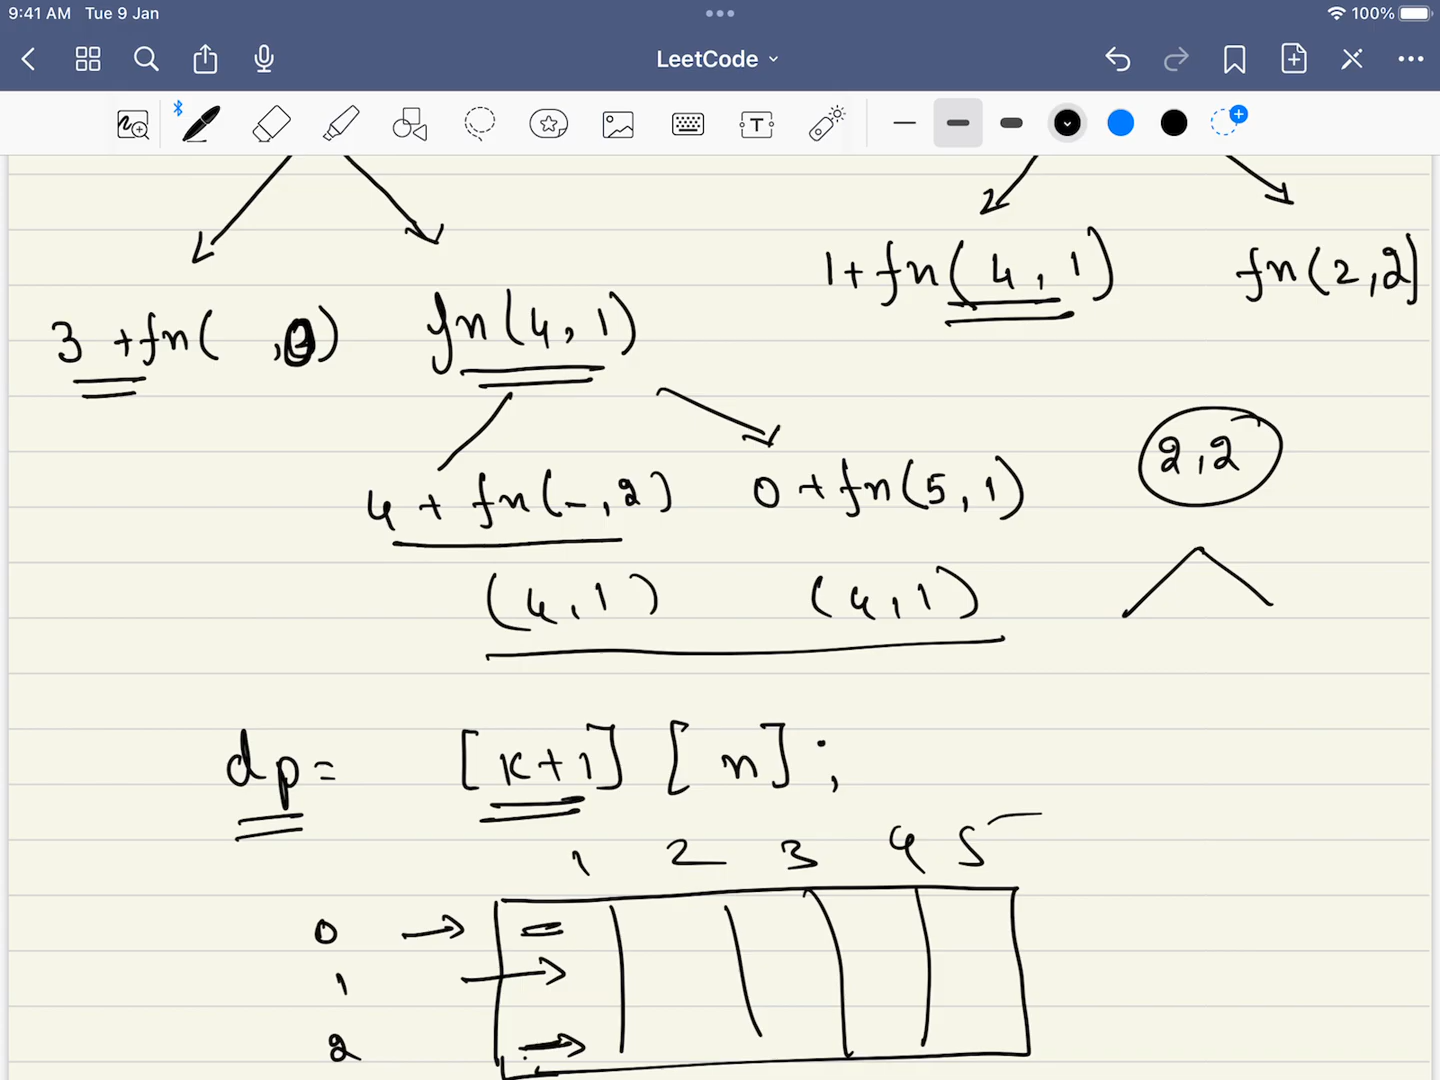 9:41 AM Tue 9 Jan 100%
LeetCode
T
1+fn(4,1) fn(2,2)
3 +fn( ,0) fn(4,1)
2,2
4 + fn(-,2) 0 + fn(5,1)
(4,1) (4,1)
dp= [k+1] [n];
1 2 3 4 5
0
1
2